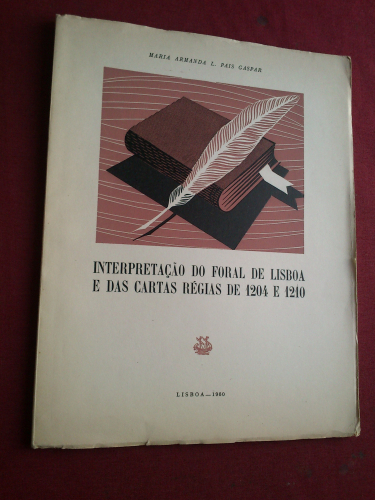 MARIA ARMANDA L. PAIS GASPAR
INTERPRETAÇÃO DO FORAL DE LISBOA
E DAS CARTAS RÉGIAS DE 1204 E 1210
LISBOA—1960